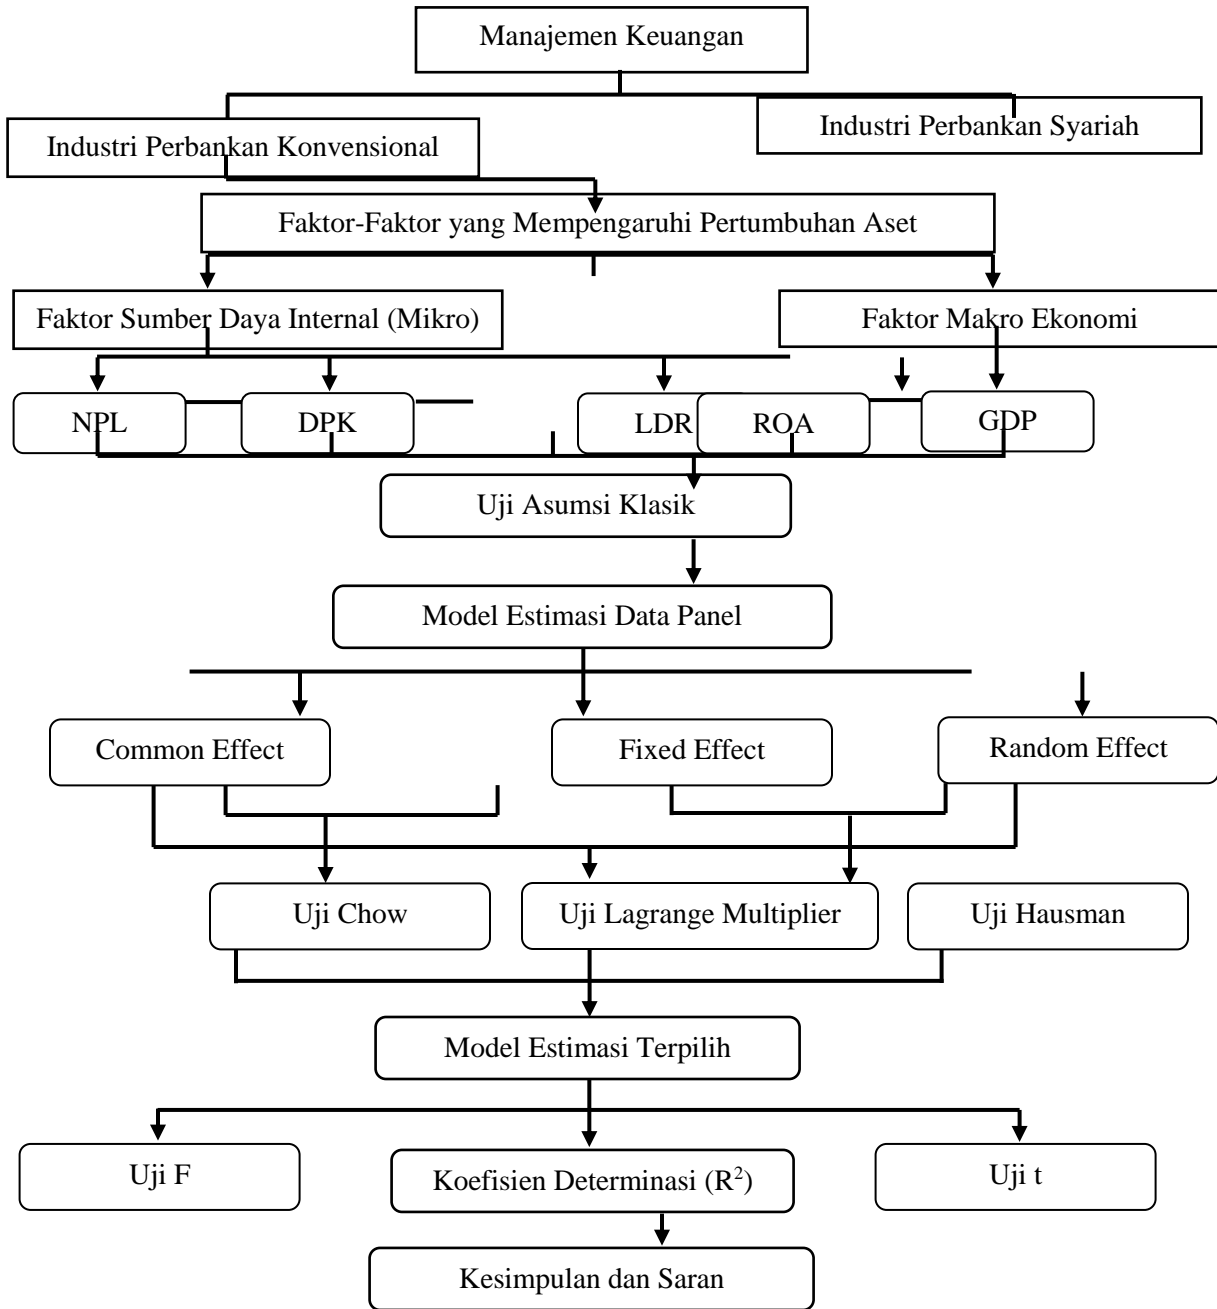 Manajemen Keuangan
Industri Perbankan Syariah
Industri Perbankan Konvensional
Faktor-Faktor yang Mempengaruhi Pertumbuhan Aset
Faktor Sumber Daya Internal (Mikro)
Faktor Makro Ekonomi
NPL
DPK
LDR
ROA
GDP
Uji Asumsi Klasik
Model Estimasi Data Panel
Common Effect
Fixed Effect
Random Effect
Uji Chow
Uji Lagrange Multiplier
Uji Hausman
Model Estimasi Terpilih
Uji F
Koefisien Determinasi (R²)
Uji t
Kesimpulan dan Saran